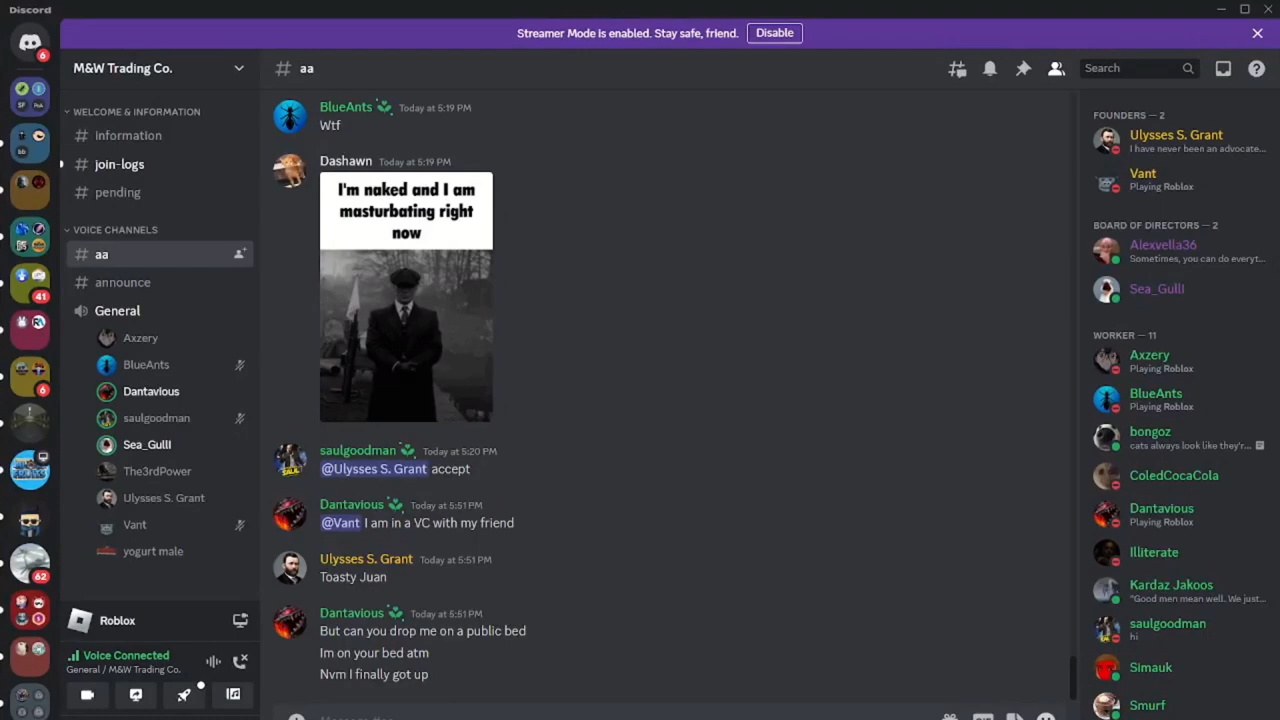 Discord
Streamer Mode is enabled. Stay safe, friend.
Disable
6
41
6
62
M&W Trading Co.
WELCOME & INFORMATION
Information
join-logs
pending
VOICE CHANNELS
aa
announce
General
Axzery
BlueAnts
Dantavious
saulgoodman
Sea_Gulll
The3rdPower
Ulysses S. Grant
Vant
yogurt male
Roblox
Voice Connected
General / M&W Trading Co.
# aa
Search
BlueAnts Today at 5:19 PM
Wtf
Dashawn Today at 5:19 PM
I'm naked and I am
masturbating right
now
saulgoodman Today at 5:20 PM
@Ulysses S. Grant accept
Dantavious Today at 5:51 PM
@Vant I am in a VC with my friend
Ulysses S. Grant Today at 5:51 PM
Toasty Juan
Dantavious Today at 5:51 PM
But can you drop me on a public bed
Im on your bed atm
Nvm I finally got up
FOUNDERS — 2
Ulysses S. Grant
I have never been an advocate...
Vant
Playing Roblox
BOARD OF DIRECTORS — 2
Alexvella36
Sometimes, you can do everyt...
Sea_Gulll
WORKER — 11
Axzery
Playing Roblox
BlueAnts
Playing Roblox
bongoz
cats always look like they'r...
ColedCocaCola
Dantavious
Playing Roblox
Illiterate
Kardaz Jakoos
"Good men mean well. We just...
saulgoodman
hi
Simauk
Smurf